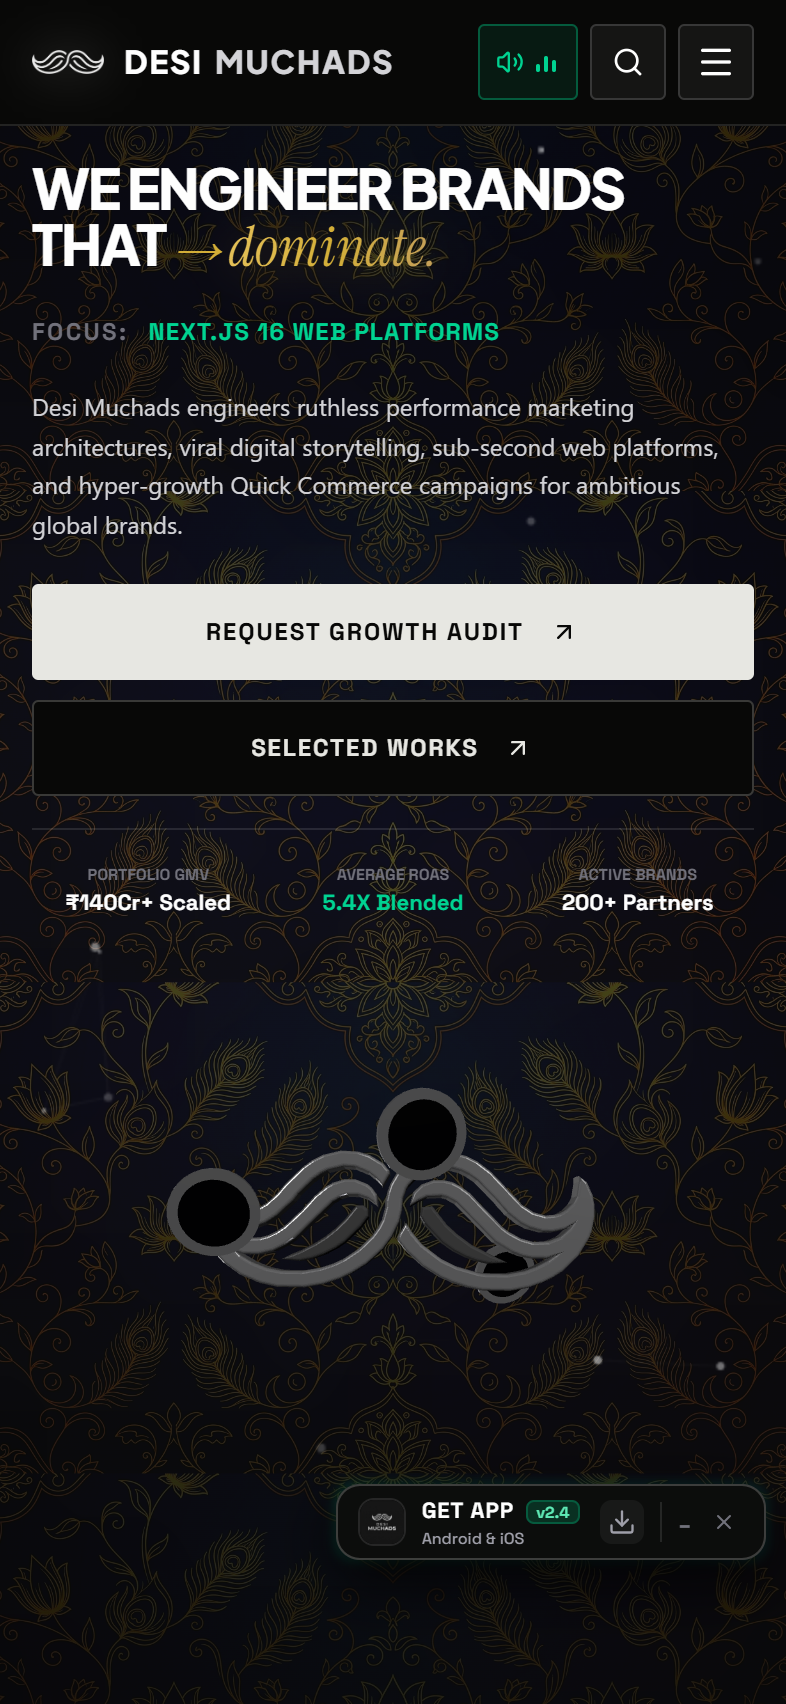 DESI MUCHADS
WE ENGINEER BRANDS
THAT → dominate.
FOCUS: NEXT.JS 16 WEB PLATFORMS
Desi Muchads engineers ruthless performance marketing
architectures, viral digital storytelling, sub-second web platforms,
and hyper-growth Quick Commerce campaigns for ambitious
global brands.
REQUEST GROWTH AUDIT
SELECTED WORKS
PORTFOLIO GMV
₹140Cr+ Scaled
AVERAGE ROAS
5.4X Blended
ACTIVE BRANDS
200+ Partners
DESI
MUCHADS
GET APP v2.4
Android & iOS